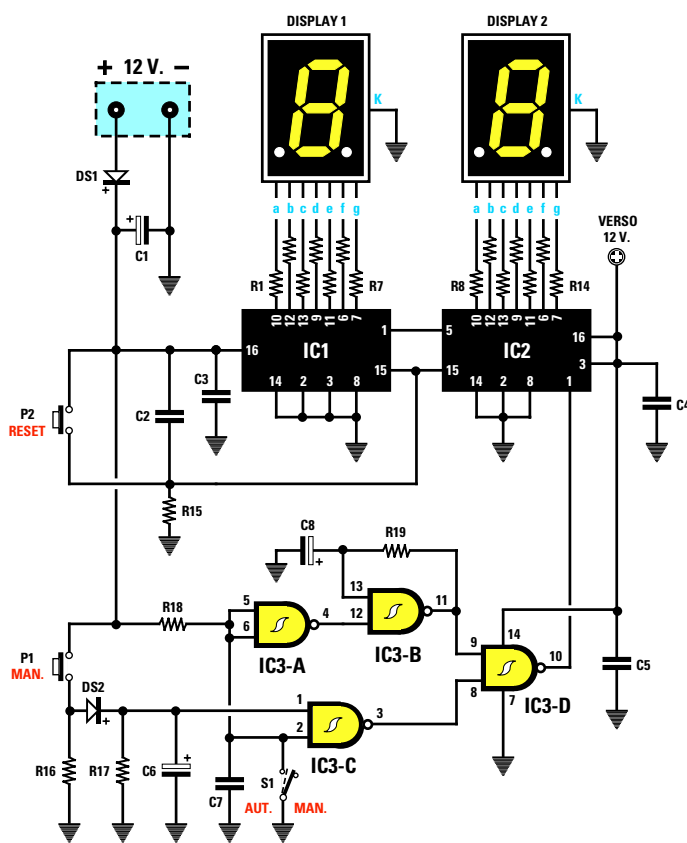 DISPLAY 1
DISPLAY 2
+ 12 V. −
K
K
DS1
+
+
C1
a b c d e f g
a b c d e f g
VERSO
12 V.
R1
R7
R8
R14
10 12 13 9 11 6 7
10 12 13 9 11 6 7
IC1
1
5
IC2
16
16
15
15
3
14 2 3 8
14 2 8
1
P2
RESET
C2
C3
C4
R15
C8
+
R19
R18
5
6
4
IC3-A
13
12
11
IC3-B
P1
MAN.
DS2
+
9
8
14
7
10
IC3-D
C5
1
2
3
IC3-C
R16
R17
C6
+
C7
S1
AUT. MAN.